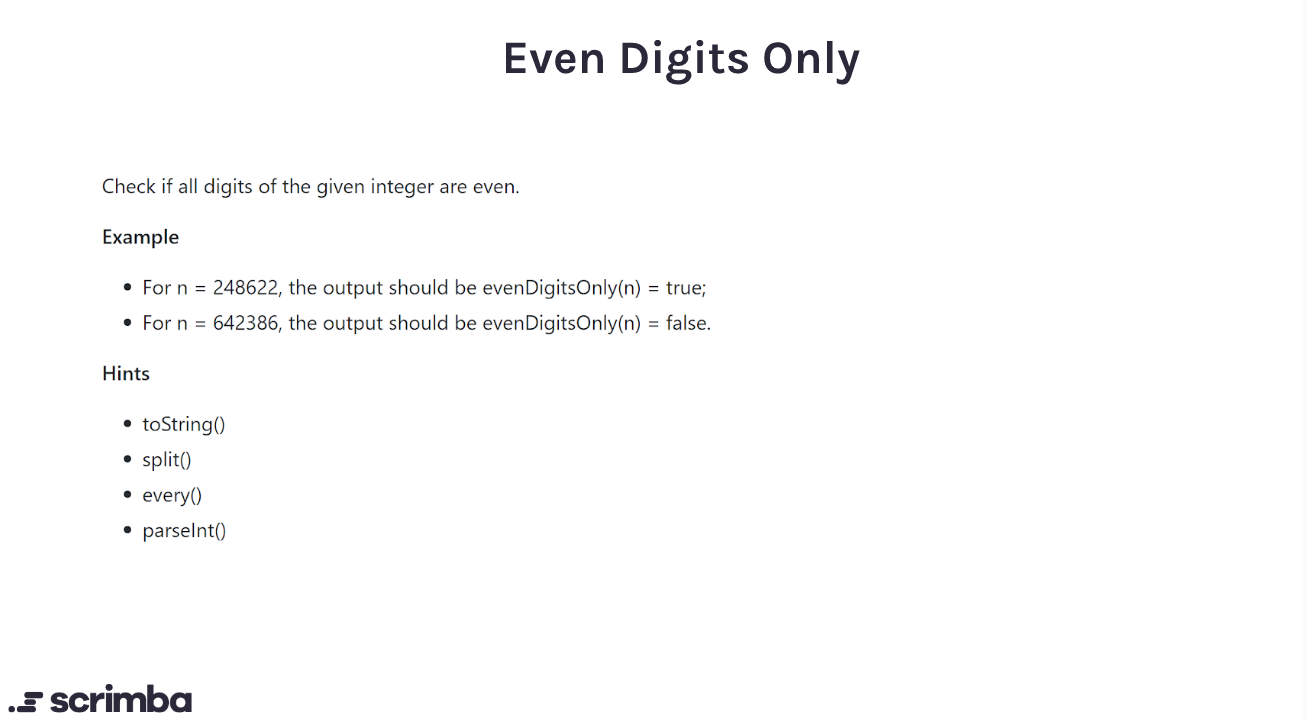 Even Digits Only
Check if all digits of the given integer are even.
Example
• For n = 248622, the output should be evenDigitsOnly(n) = true;
• For n = 642386, the output should be evenDigitsOnly(n) = false.
Hints
• toString()
• split()
• every()
• parseInt()
scrimba